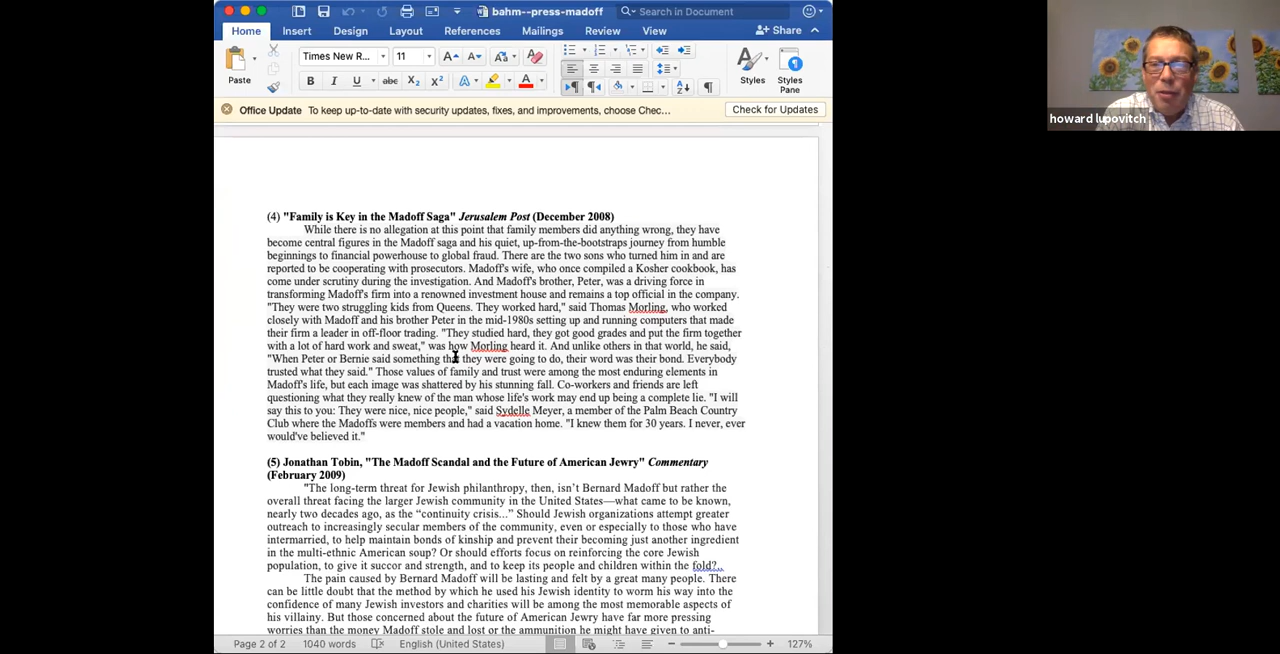 bahm--press-madoff
Search in Document
Home Insert Design Layout References Mailings Review View Share
Times New R... 11
Paste
B I U abc X2 X2 A A
Styles Styles Pane
Office Update To keep up-to-date with security updates, fixes, and improvements, choose Chec... Check for Updates
howard lupovitch
(4) "Family is Key in the Madoff Saga" Jerusalem Post (December 2008)
While there is no allegation at this point that family members did anything wrong, they have
become central figures in the Madoff saga and his quiet, up-from-the-bootstraps journey from humble
beginnings to financial powerhouse to global fraud. There are the two sons who turned him in and are
reported to be cooperating with prosecutors. Madoff's wife, who once compiled a Kosher cookbook, has
come under scrutiny during the investigation. And Madoff's brother, Peter, was a driving force in
transforming Madoff's firm into a renowned investment house and remains a top official in the company.
"They were two struggling kids from Queens. They worked hard," said Thomas Morling, who worked
closely with Madoff and his brother Peter in the mid-1980s setting up and running computers that made
their firm a leader in off-floor trading. "They studied hard, they got good grades and put the firm together
with a lot of hard work and sweat," was how Morling heard it. And unlike others in that world, he said,
"When Peter or Bernie said something that they were going to do, their word was their bond. Everybody
trusted what they said." Those values of family and trust were among the most enduring elements in
Madoff's life, but each image was shattered by his stunning fall. Co-workers and friends are left
questioning what they really knew of the man whose life's work may end up being a complete lie. "I will
say this to you: They were nice, nice people," said Sydelle Meyer, a member of the Palm Beach Country
Club where the Madoffs were members and had a vacation home. "I knew them for 30 years. I never, ever
would've believed it."
(5) Jonathan Tobin, "The Madoff Scandal and the Future of American Jewry" Commentary
(February 2009)
"The long-term threat for Jewish philanthropy, then, isn't Bernard Madoff but rather the
overall threat facing the larger Jewish community in the United States—what came to be known,
nearly two decades ago, as the "continuity crisis..." Should Jewish organizations attempt greater
outreach to increasingly secular members of the community, even or especially to those who have
intermarried, to help maintain bonds of kinship and prevent their becoming just another ingredient
in the multi-ethnic American soup? Or should efforts focus on reinforcing the core Jewish
population, to give it succor and strength, and to keep its people and children within the fold?..
The pain caused by Bernard Madoff will be lasting and felt by a great many people. There
can be little doubt that the method by which he used his Jewish identity to worm his way into the
confidence of many Jewish investors and charities will be among the most memorable aspects of
his villainy. But those concerned about the future of American Jewry have far more pressing
worries than the money Madoff stole and lost or the ammunition he might have given to anti-
Page 2 of 2 1040 words English (United States) 127%